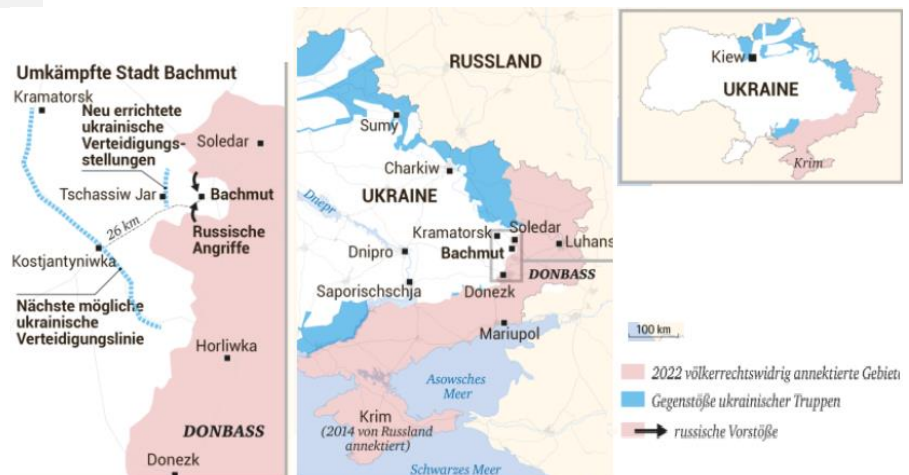 Umkämpfte Stadt Bachmut
Kramatorsk
Neu errichtete
ukrainische
Verteidigungs-
stellungen
Soledar
Tschassiw Jar
Bachmut
26 km
Russische
Angriffe
Kostjantyniwka
Nächste mögliche
ukrainische
Verteidigungslinie
Horliwka
DONBASS
Donezk
RUSSLAND
Sumy
Charkiw
UKRAINE
Dnepr
Kramatorsk
Soledar
Luhans
Bachmut
Dnipro
DONBASS
Saporischschja
Donezk
Mariupol
Asowsches
Meer
Krim
(2014 von Russland
annektiert)
Schwarzes Meer
Kiew
UKRAINE
Krim
100 km
2022 völkerrechtswidrig annektierte Gebiet
Gegenstöße ukrainischer Truppen
russische Vorstöße